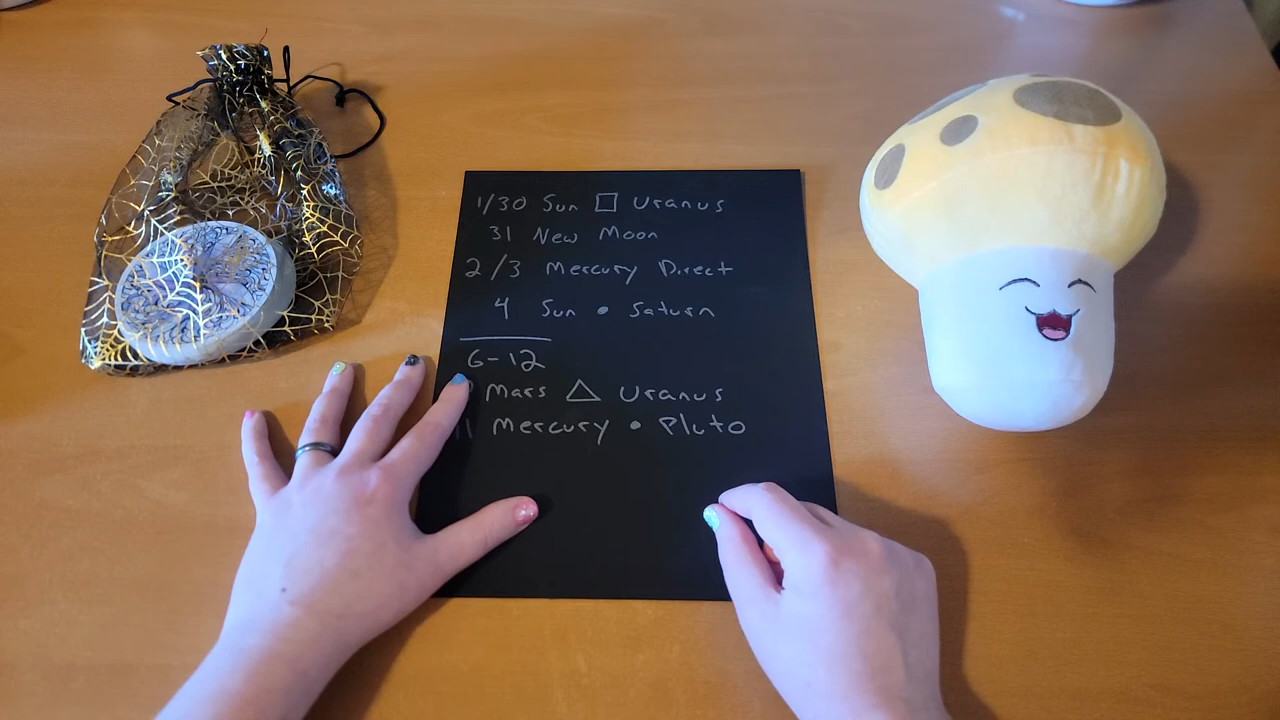 1/30 Sun □ Uranus
31 New Moon
2/3 Mercury Direct
4 Sun • Saturn
6-12
Mars △ Uranus
11 Mercury • Pluto